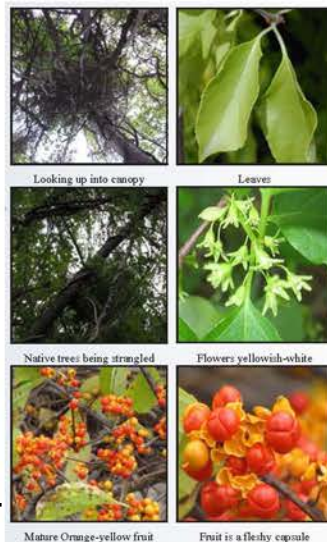 Looking up into canopy
Leaves
Native trees being strangled
Flowers yellowish-white
Mature Orange-yellow fruit
Fruit is a fleshy capsule